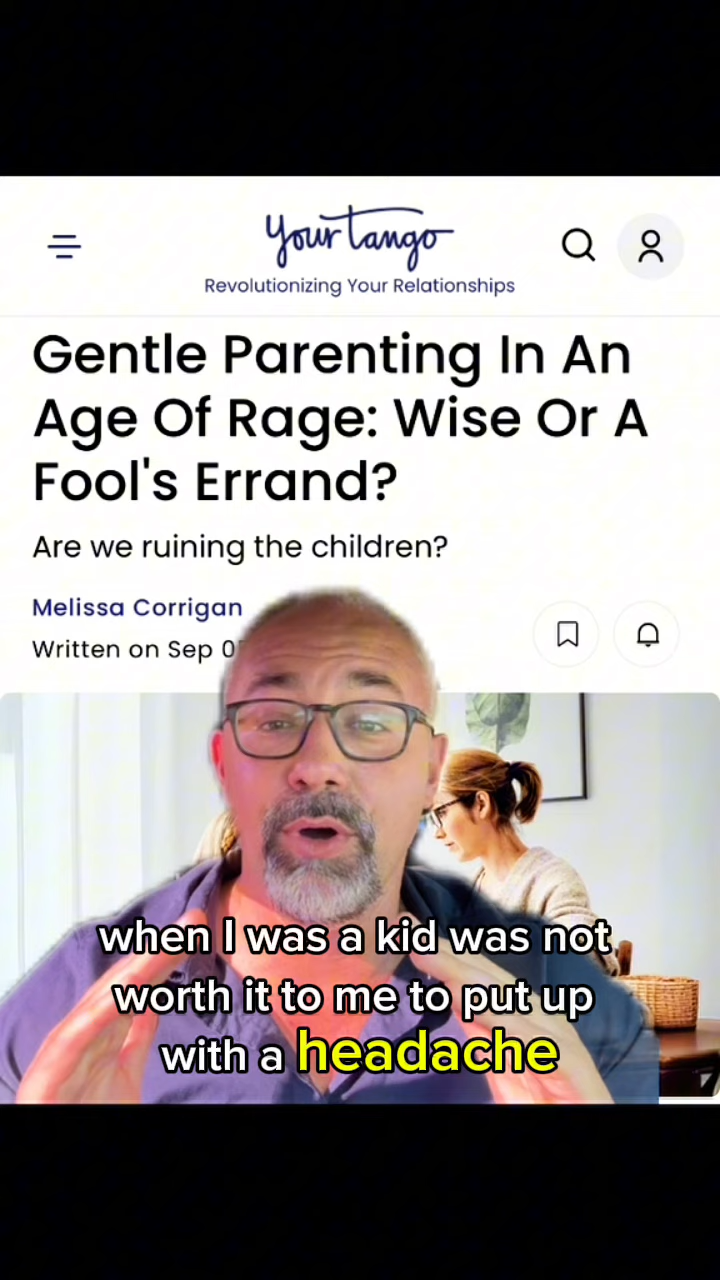 yourtango
Revolutionizing Your Relationships
Gentle Parenting In An
Age Of Rage: Wise Or A
Fool's Errand?
Are we ruining the children?
Melissa Corrigan
Written on Sep
when I was a kid was not
worth it to me to put up
with a headache